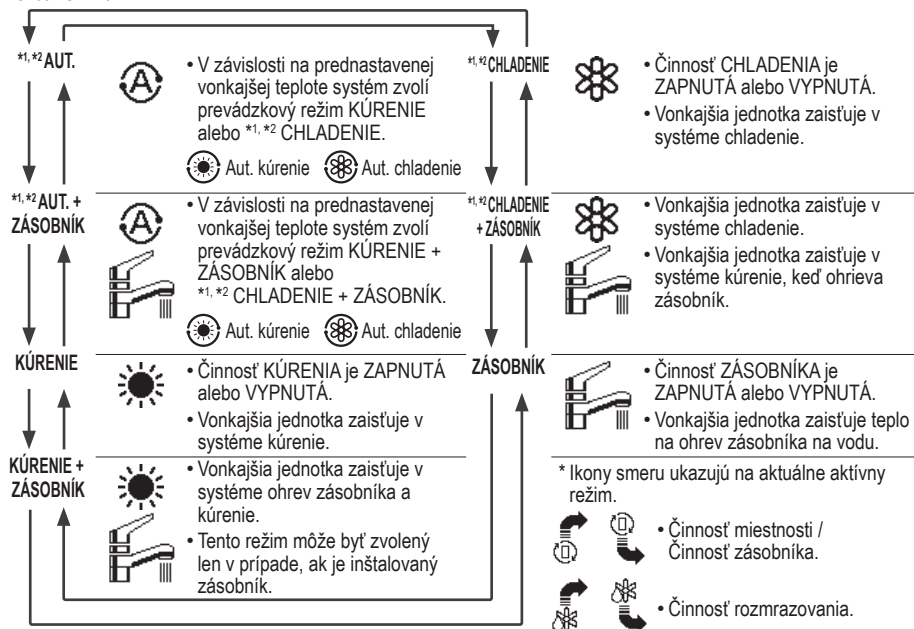 *1, *2 AUT.
• V závislosti na prednastavenej
vonkajšej teplote systém zvolí
prevádzkový režim KÚRENIE
alebo *1, *2 CHLADENIE.
Aut. kúrenie Aut. chladenie
*1, *2 AUT. +
ZÁSOBNÍK
• V závislosti na prednastavenej
vonkajšej teplote systém zvolí
prevádzkový režim KÚRENIE +
ZÁSOBNÍK alebo
*1, *2 CHLADENIE + ZÁSOBNÍK.
Aut. kúrenie Aut. chladenie
KÚRENIE
• Činnosť KÚRENIA je ZAPNUTÁ
alebo VYPNUTÁ.
• Vonkajšia jednotka zaisťuje v
systéme kúrenie.
KÚRENIE +
ZÁSOBNÍK
• Vonkajšia jednotka zaisťuje v
systéme ohrev zásobníka a
kúrenie.
• Tento režim môže byť zvolený
len v prípade, ak je inštalovaný
zásobník.
*1, *2 CHLADENIE
• Činnosť CHLADENIA je
ZAPNUTÁ alebo VYPNUTÁ.
• Vonkajšia jednotka zaisťuje v
systéme chladenie.
*1, *2 CHLADENIE
+ ZÁSOBNÍK
• Vonkajšia jednotka zaisťuje v
systéme chladenie.
• Vonkajšia jednotka zaisťuje v
systéme kúrenie, keď ohrieva
zásobník.
ZÁSOBNÍK
• Činnosť ZÁSOBNÍKA je
ZAPNUTÁ alebo VYPNUTÁ.
• Vonkajšia jednotka zaisťuje teplo
na ohrev zásobníka na vodu.
* Ikony smeru ukazujú na aktuálne aktívny
režim.
• Činnosť miestnosti /
Činnosť zásobníka.
• Činnosť rozmrazovania.